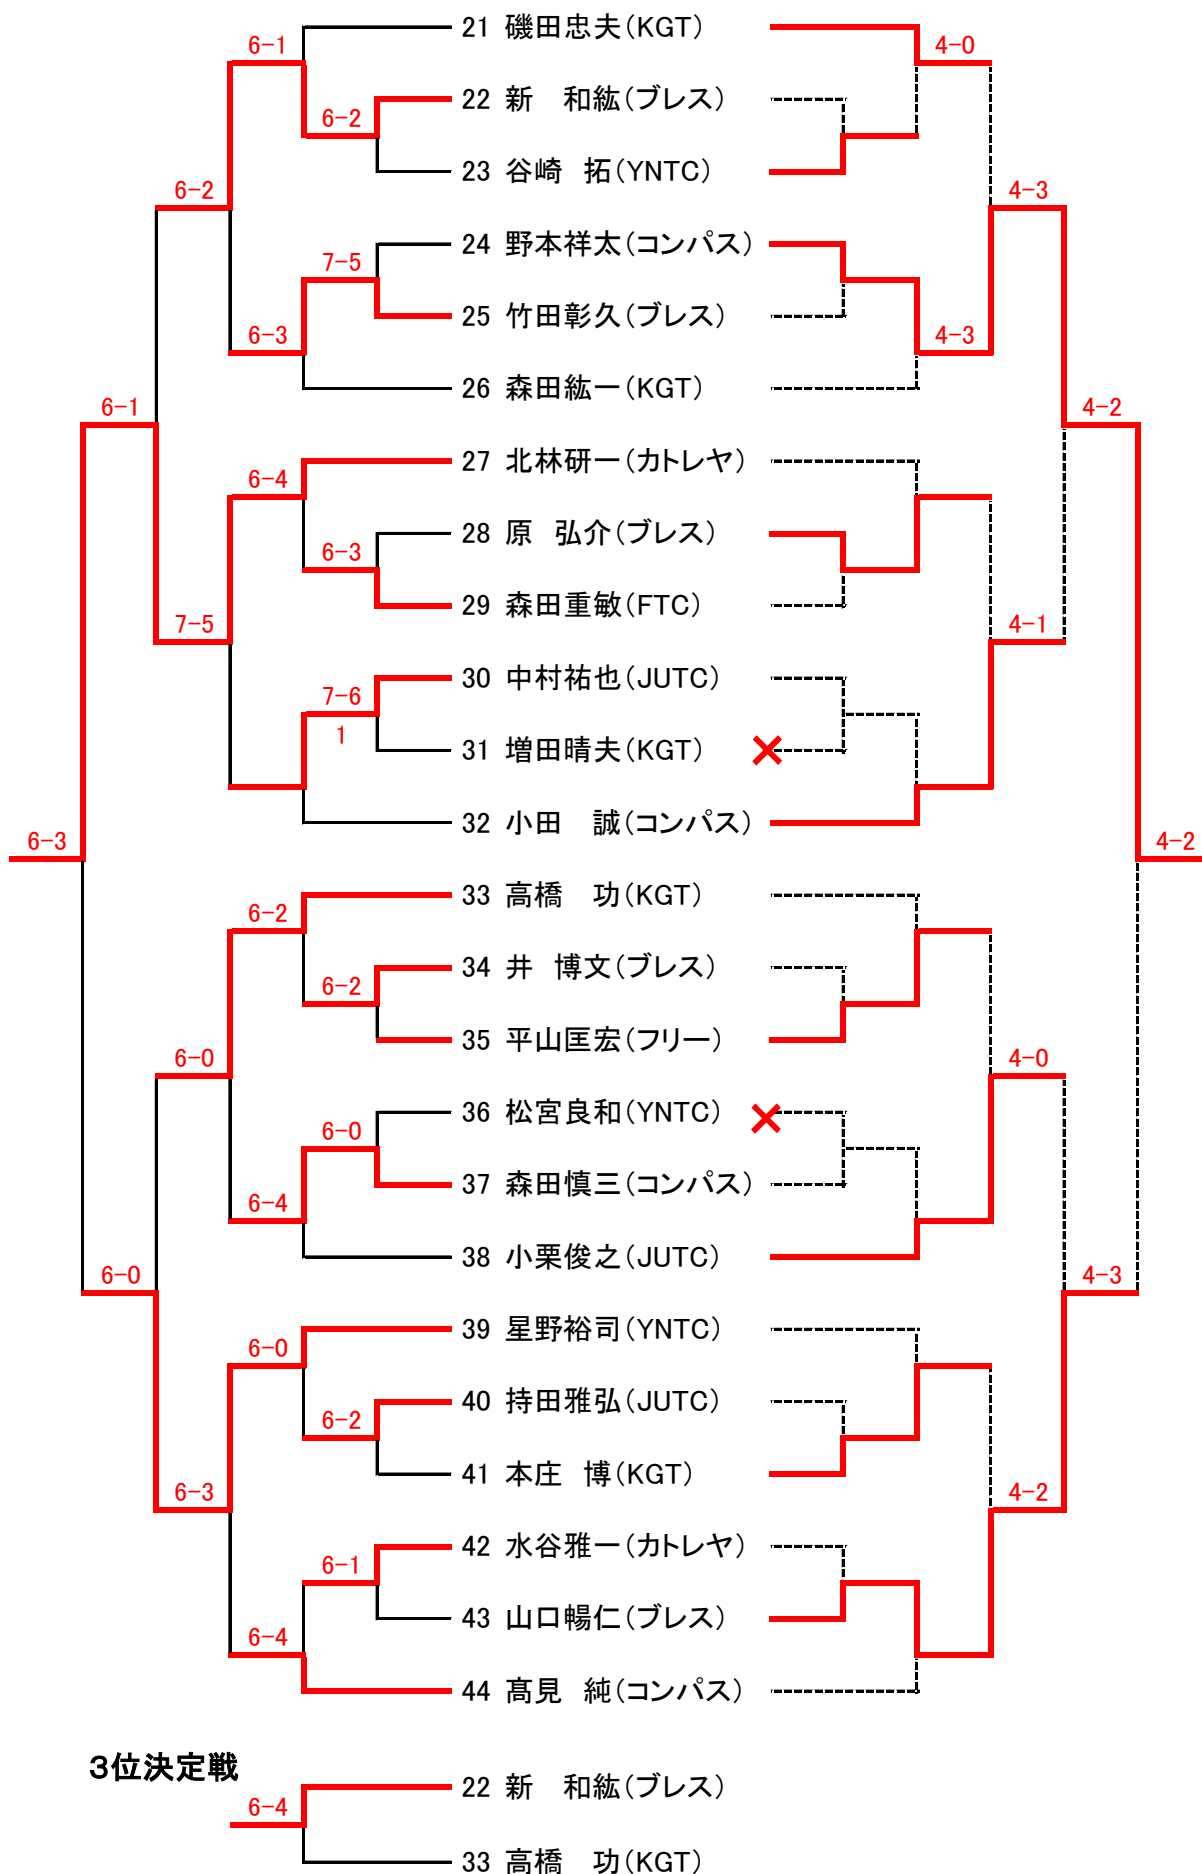 21 磯田忠夫(KGT)
6-1
4-0
22 新　和紘(ブレス)
6-2
23 谷崎 拓(YNTC)
6-2
4-3
24 野本祥太(コンパス)
7-5
25 竹田彰久(ブレス)
6-3
4-3
26 森田紘一(KGT)
6-1
4-2
27 北林研一(カトレヤ)
6-4
28 原 弘介(ブレス)
6-3
29 森田重敏(FTC)
7-5
4-1
30 中村祐也(JUTC)
7-6
1
31 増田晴夫(KGT)
32 小田　誠(コンパス)
6-3
4-2
33 高橋　功(KGT)
6-2
34 井 博文(ブレス)
6-2
35 平山匡宏(フリー)
6-0
4-0
36 松宮良和(YNTC)
6-0
37 森田慎三(コンパス)
6-4
38 小栗俊之(JUTC)
6-0
4-3
39 星野裕司(YNTC)
6-0
40 持田雅弘(JUTC)
6-2
41 本庄 博(KGT)
6-3
4-2
42 水谷雅一(カトレヤ)
6-1
43 山口暢仁(ブレス)
6-4
44 髙見 純(コンパス)
3位決定戦
22 新　和紘(ブレス)
6-4
33 高橋　功(KGT)